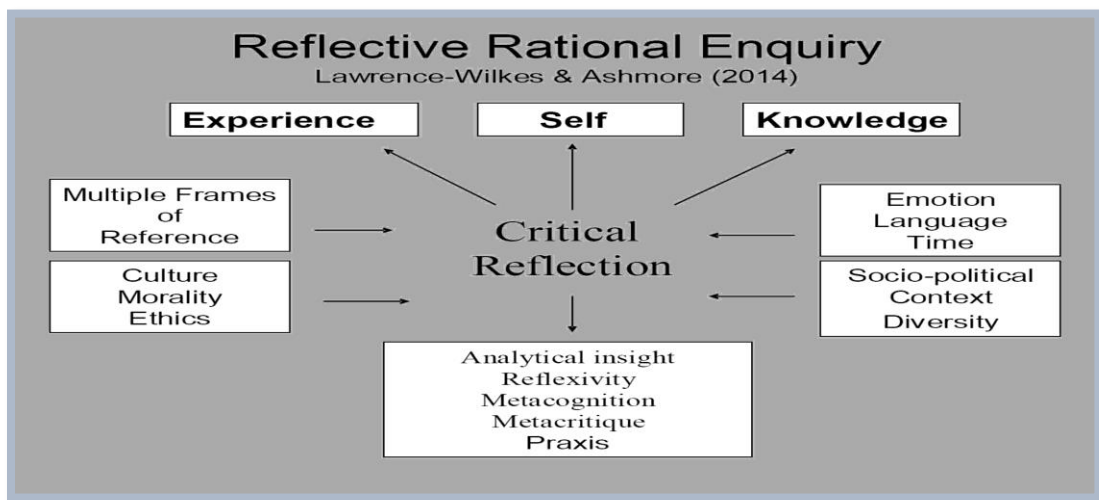 Reflective Rational Enquiry
Lawrence-Wilkes & Ashmore (2014)
Experience
Self
Knowledge
Multiple Frames
of
Reference
Culture
Morality
Ethics
Critical
Reflection
Emotion
Language
Time
Socio-political
Context
Diversity
Analytical insight
Reflexivity
Metacognition
Metacritique
Praxis